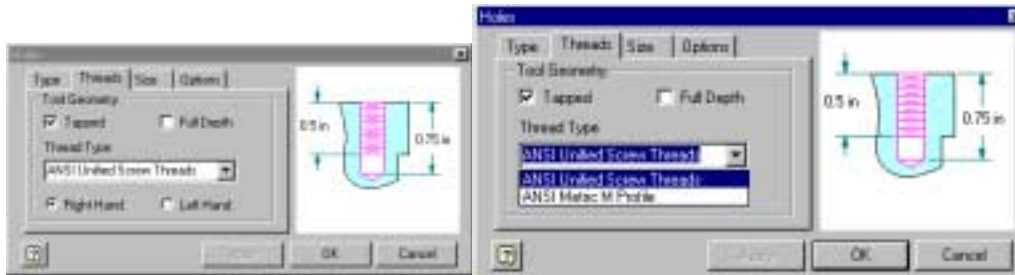 Holes
Type Threads Size Options
Tool Geometry
Tapped Full Depth
Thread Type
ANSI Unified Screw Threads
Right Hand Left Hand
0.5 in
0.75 in
OK Cancel
Holes
Type Threads Size Options
Tool Geometry
Tapped Full Depth
Thread Type
ANSI Unified Screw Threads
ANSI Unified Screw Threads
ANSI Metric M Profile
0.5 in
0.75 in
Apply OK Cancel